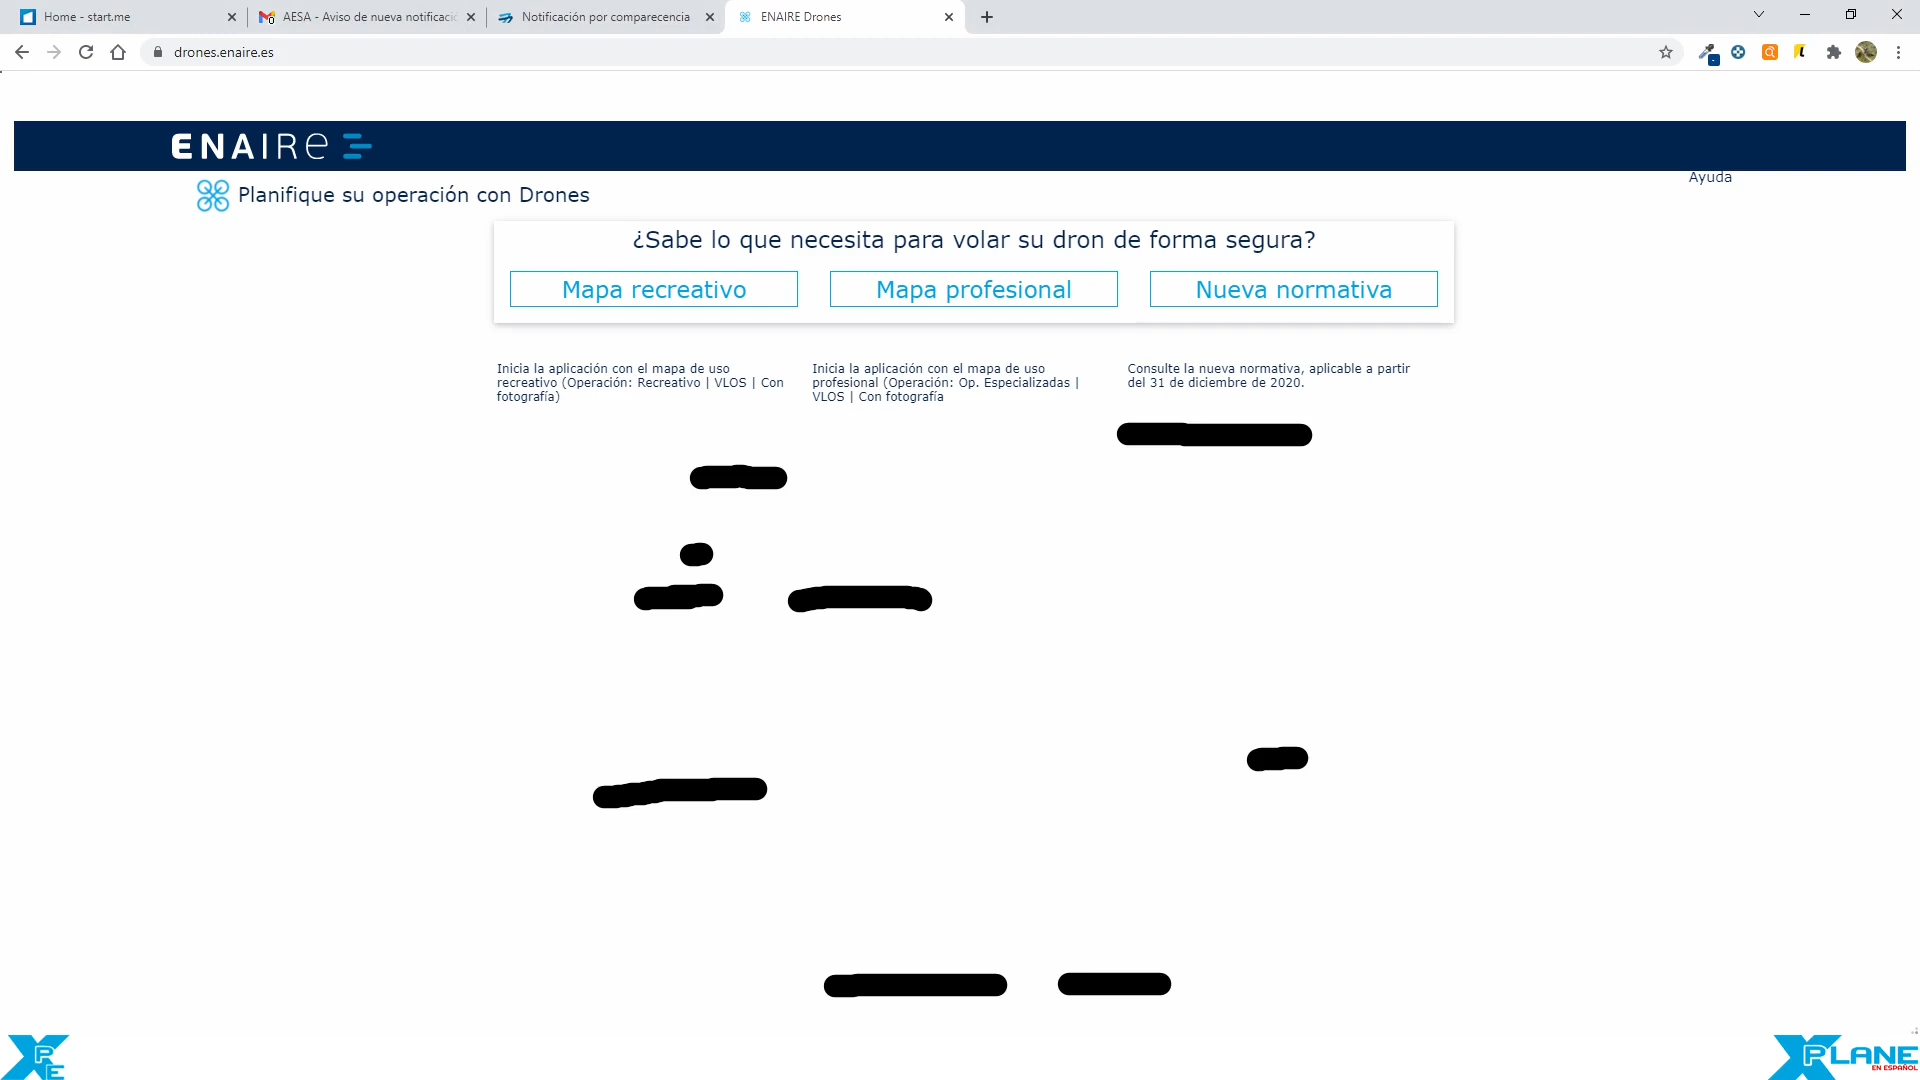 Home - start.me
AESA - Aviso de nueva notificació
Notificación por comparecencia
ENAIRE Drones
drones.enaire.es
ENAIRE
Ayuda
Planifique su operación con Drones
¿Sabe lo que necesita para volar su dron de forma segura?
Mapa recreativo
Mapa profesional
Nueva normativa
Inicia la aplicación con el mapa de uso
recreativo (Operación: Recreativo | VLOS | Con
fotografía)
Inicia la aplicación con el mapa de uso
profesional (Operación: Op. Especializadas |
VLOS | Con fotografía
Consulte la nueva normativa, aplicable a partir
del 31 de diciembre de 2020.
XPE
XPLANE
EN ESPAÑOL